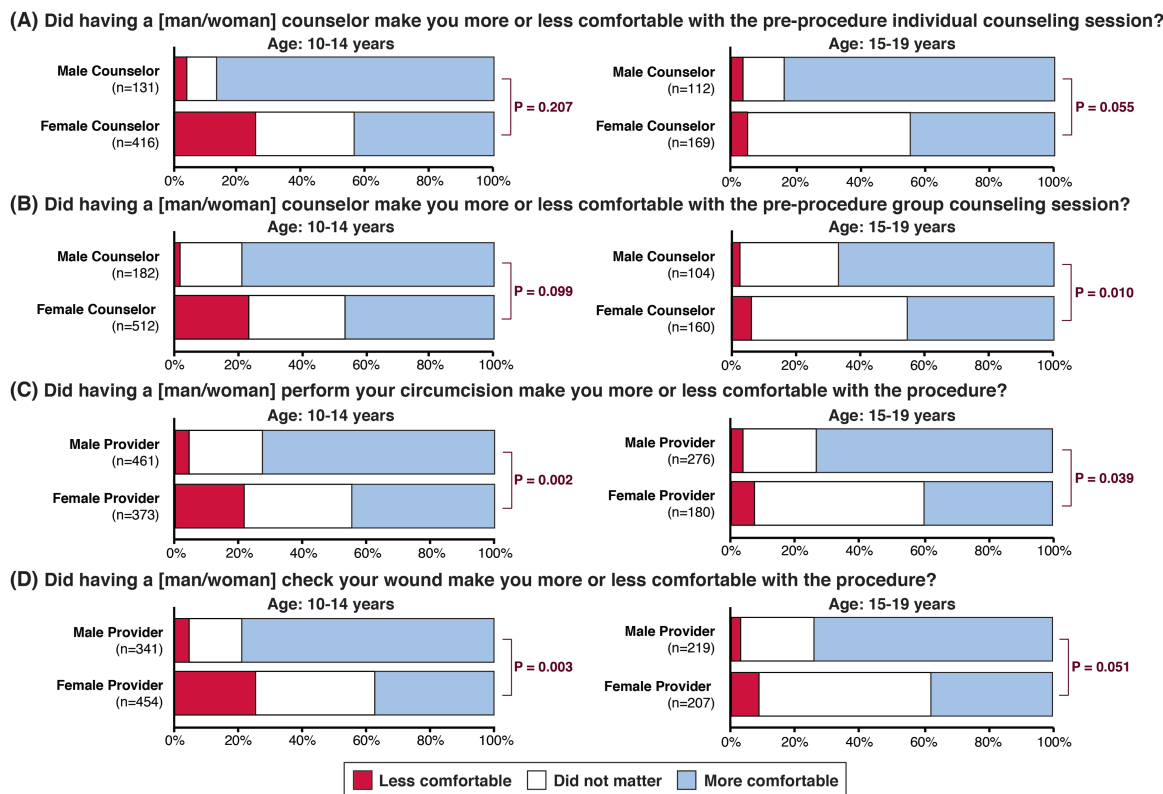 (A) Did having a [man/woman] counselor make you more or less comfortable with the pre-procedure individual counseling session?
Age: 10-14 years
Male Counselor
(n=131)
Female Counselor
(n=416)
P = 0.207
0% 20% 40% 60% 80% 100%
Age: 15-19 years
Male Counselor
(n=112)
Female Counselor
(n=169)
P = 0.055
0% 20% 40% 60% 80% 100%
(B) Did having a [man/woman] counselor make you more or less comfortable with the pre-procedure group counseling session?
Age: 10-14 years
Male Counselor
(n=182)
Female Counselor
(n=512)
P = 0.099
0% 20% 40% 60% 80% 100%
Age: 15-19 years
Male Counselor
(n=104)
Female Counselor
(n=160)
P = 0.010
0% 20% 40% 60% 80% 100%
(C) Did having a [man/woman] perform your circumcision make you more or less comfortable with the procedure?
Age: 10-14 years
Male Provider
(n=461)
Female Provider
(n=373)
P = 0.002
0% 20% 40% 60% 80% 100%
Age: 15-19 years
Male Provider
(n=276)
Female Provider
(n=180)
P = 0.039
0% 20% 40% 60% 80% 100%
(D) Did having a [man/woman] check your wound make you more or less comfortable with the procedure?
Age: 10-14 years
Male Provider
(n=341)
Female Provider
(n=454)
P = 0.003
0% 20% 40% 60% 80% 100%
Age: 15-19 years
Male Provider
(n=219)
Female Provider
(n=207)
P = 0.051
0% 20% 40% 60% 80% 100%
Less comfortable Did not matter More comfortable